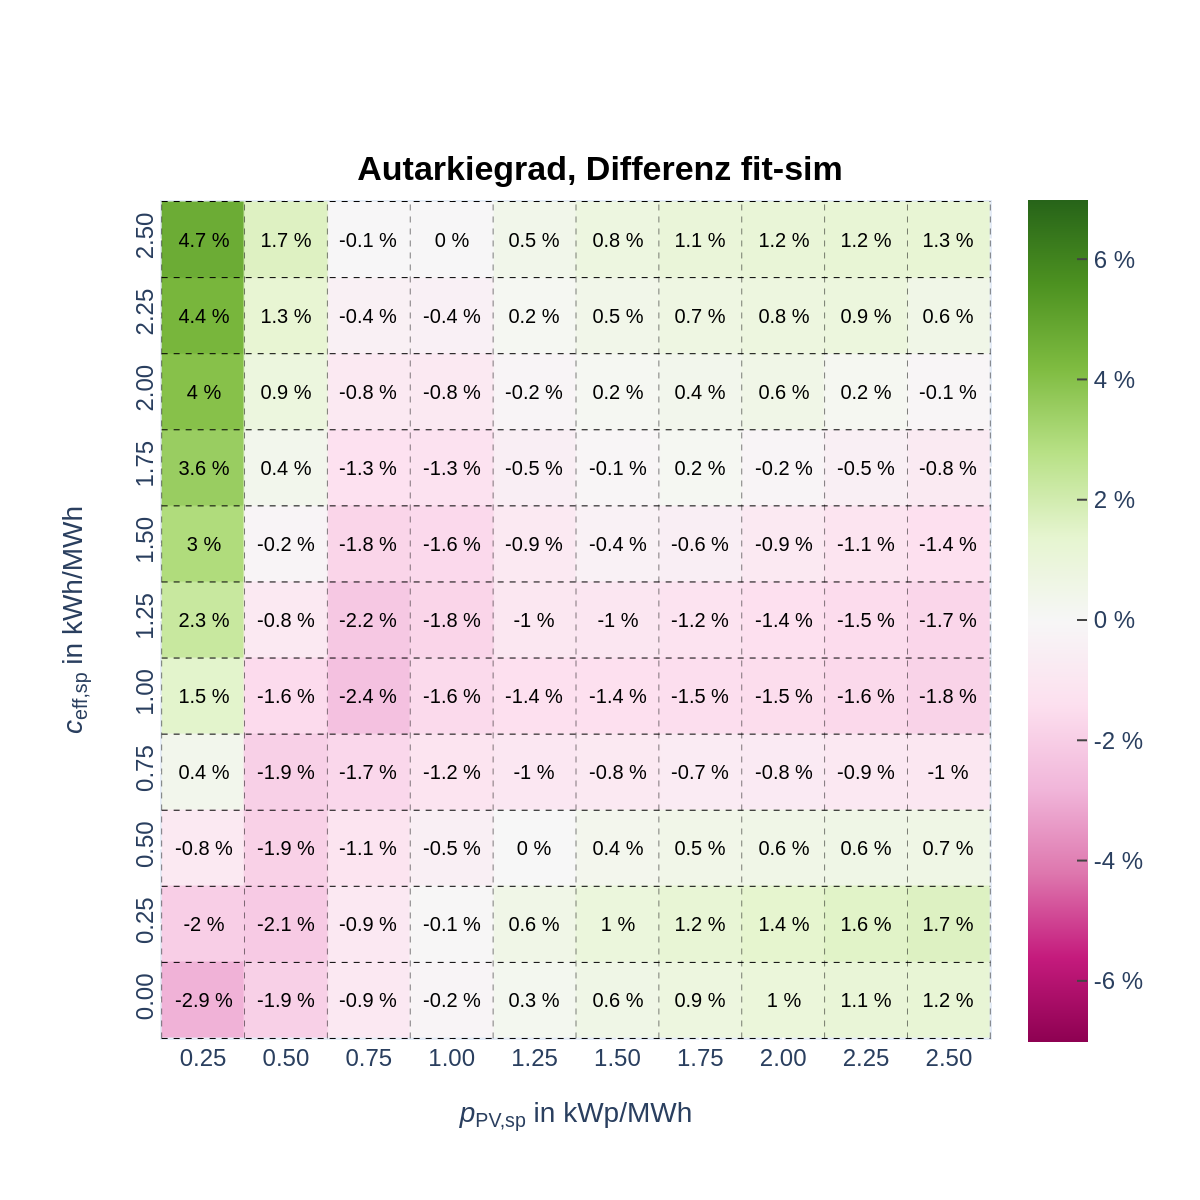 Autarkiegrad, Differenz fit-sim
2.50 4.7 % 1.7 % -0.1 % 0 % 0.5 % 0.8 % 1.1 % 1.2 % 1.2 % 1.3 %
2.25 4.4 % 1.3 % -0.4 % -0.4 % 0.2 % 0.5 % 0.7 % 0.8 % 0.9 % 0.6 %
2.00 4 % 0.9 % -0.8 % -0.8 % -0.2 % 0.2 % 0.4 % 0.6 % 0.2 % -0.1 %
1.75 3.6 % 0.4 % -1.3 % -1.3 % -0.5 % -0.1 % 0.2 % -0.2 % -0.5 % -0.8 %
1.50 3 % -0.2 % -1.8 % -1.6 % -0.9 % -0.4 % -0.6 % -0.9 % -1.1 % -1.4 %
1.25 2.3 % -0.8 % -2.2 % -1.8 % -1 % -1 % -1.2 % -1.4 % -1.5 % -1.7 %
1.00 1.5 % -1.6 % -2.4 % -1.6 % -1.4 % -1.4 % -1.5 % -1.5 % -1.6 % -1.8 %
0.75 0.4 % -1.9 % -1.7 % -1.2 % -1 % -0.8 % -0.7 % -0.8 % -0.9 % -1 %
0.50 -0.8 % -1.9 % -1.1 % -0.5 % 0 % 0.4 % 0.5 % 0.6 % 0.6 % 0.7 %
0.25 -2 % -2.1 % -0.9 % -0.1 % 0.6 % 1 % 1.2 % 1.4 % 1.6 % 1.7 %
0.00 -2.9 % -1.9 % -0.9 % -0.2 % 0.3 % 0.6 % 0.9 % 1 % 1.1 % 1.2 %
0.25 0.50 0.75 1.00 1.25 1.50 1.75 2.00 2.25 2.50
pPV,sp in kWp/MWh
ceff,sp in kWh/MWh
6 %
4 %
2 %
0 %
-2 %
-4 %
-6 %